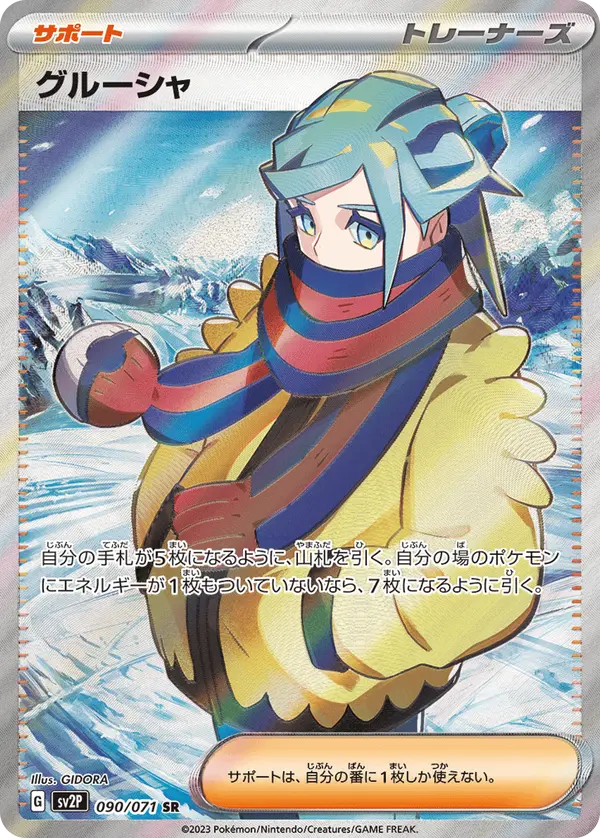 サポート
トレーナーズ
グルーシャ
自分の手札が5枚になるように、山札を引く。自分の場のポケモン
にエネルギーが1枚もついていないなら、7枚になるように引く。
サポートは、自分の番に1枚しか使えない。
Illus. GIDORA
G sv2P 090/071 SR
©2023 Pokémon/Nintendo/Creatures/GAME FREAK.